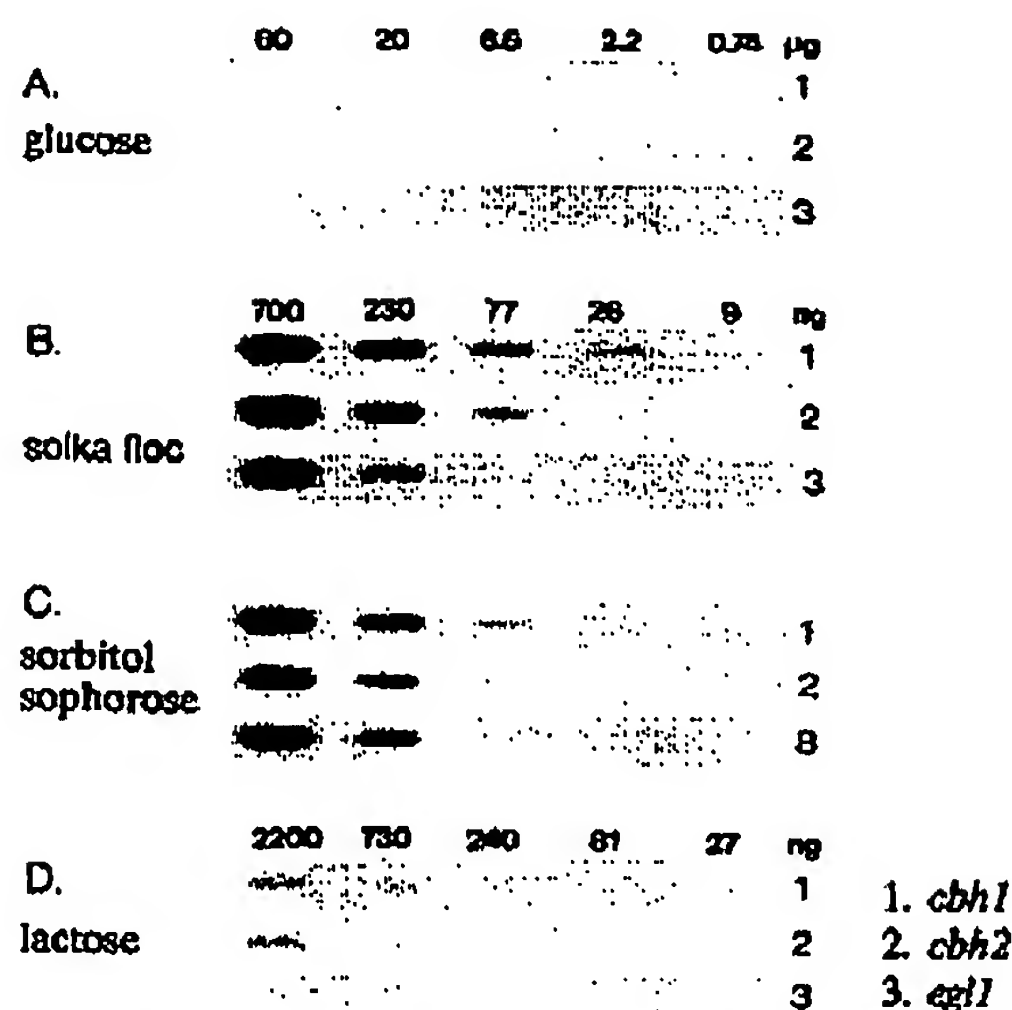 60 20 6.6 2.2 0.74 µg
A.
glucose
1
2
3
700 230 77 26 9 ng
B.
solka floc
1
2
3
C.
sorbitol
sophorose
1
2
3
2200 730 240 81 27 ng
D.
lactose
1
2
3
1. cbh1
2. cbh2
3. egl1